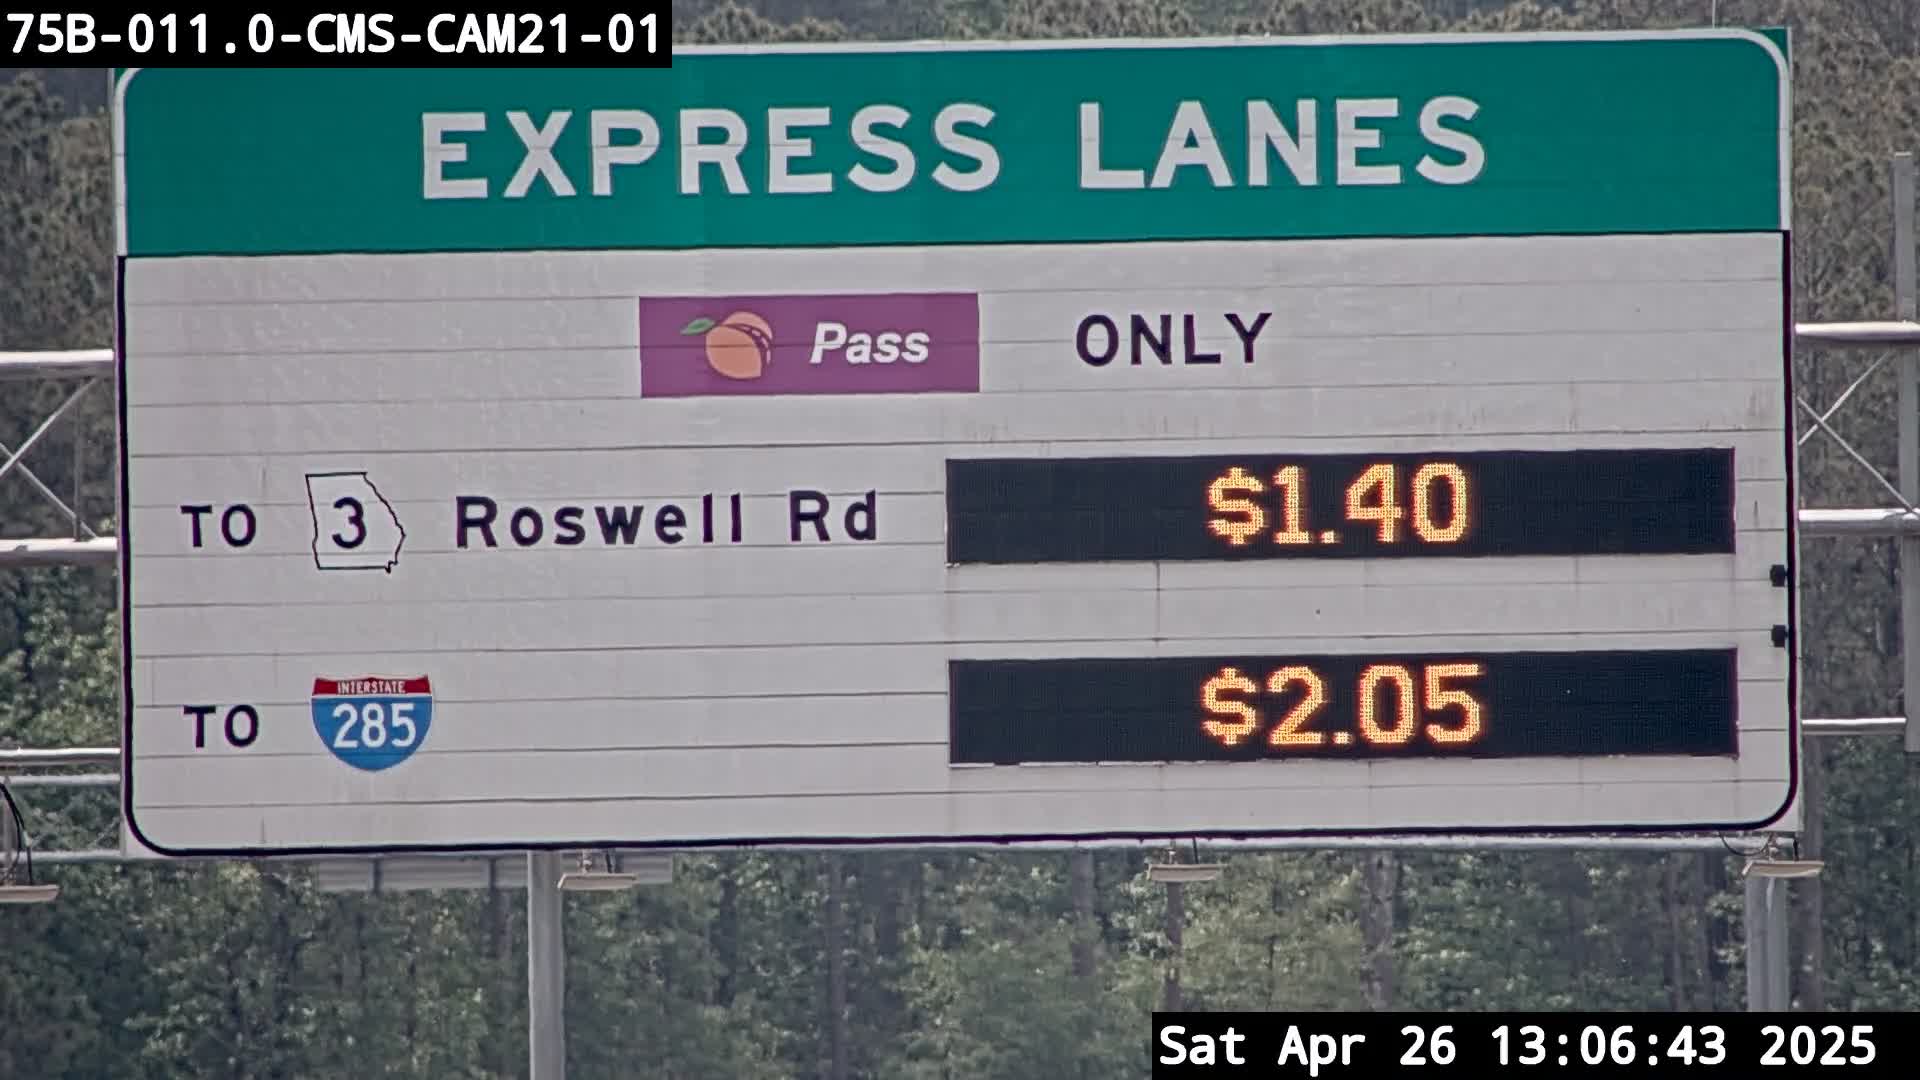 75B-011.0-CMS-CAM21-01
EXPRESS LANES
Pass ONLY
TO 3 Roswell Rd $1.40
INTERSTATE
TO 285 $2.05
Sat Apr 26 13:06:43 2025